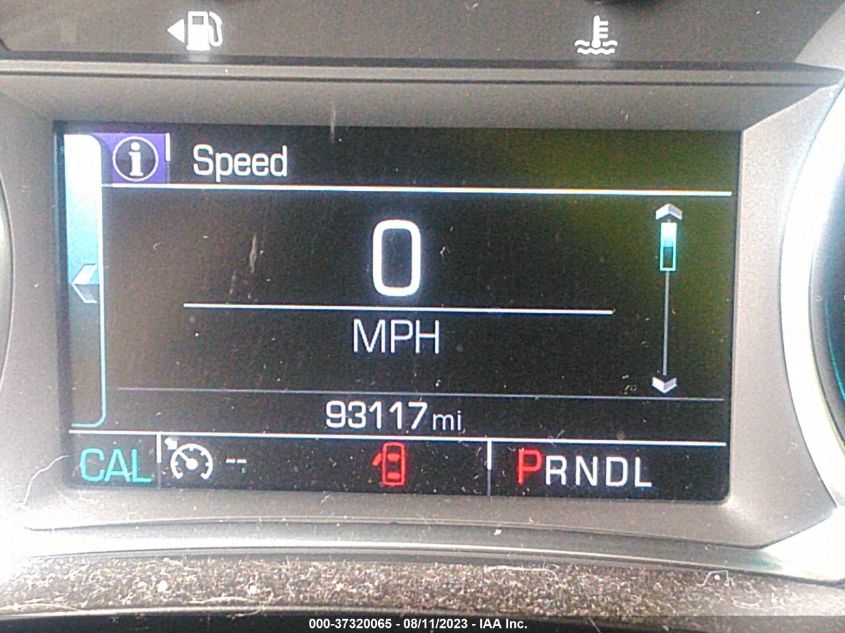 Speed
0
MPH
93117 mi
CAL -- PRNDL
000-37320065 - 08/11/2023 - IAA Inc.